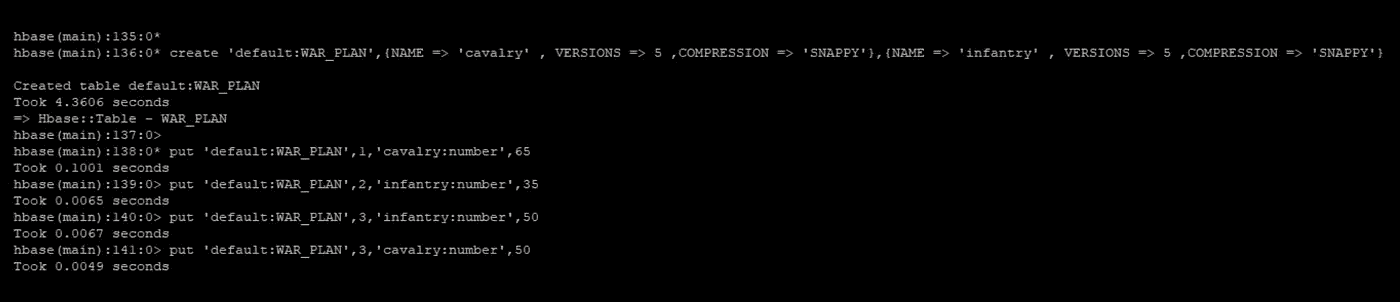 hbase(main):135:0*
hbase(main):136:0* create 'default:WAR_PLAN',{NAME => 'cavalry' , VERSIONS => 5 ,COMPRESSION => 'SNAPPY'},{NAME => 'infantry' , VERSIONS => 5 ,COMPRESSION => 'SNAPPY'}
Created table default:WAR_PLAN
Took 4.3606 seconds
=> Hbase::Table - WAR_PLAN
hbase(main):137:0>
hbase(main):138:0* put 'default:WAR_PLAN',1,'cavalry:number',65
Took 0.1001 seconds
hbase(main):139:0> put 'default:WAR_PLAN',2,'infantry:number',35
Took 0.0065 seconds
hbase(main):140:0> put 'default:WAR_PLAN',3,'infantry:number',50
Took 0.0067 seconds
hbase(main):141:0> put 'default:WAR_PLAN',3,'cavalry:number',50
Took 0.0049 seconds